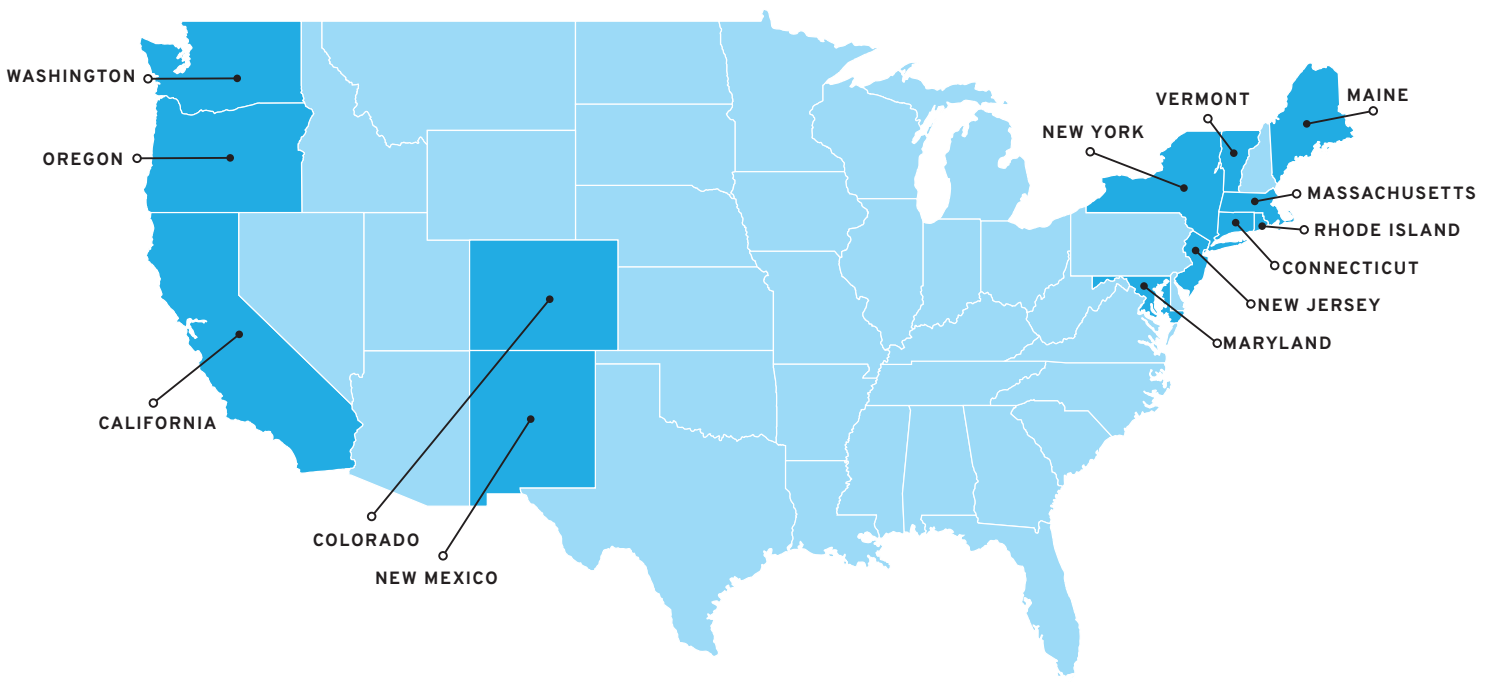 WASHINGTON
OREGON
CALIFORNIA
COLORADO
NEW MEXICO
VERMONT
MAINE
NEW YORK
MASSACHUSETTS
RHODE ISLAND
CONNECTICUT
NEW JERSEY
MARYLAND